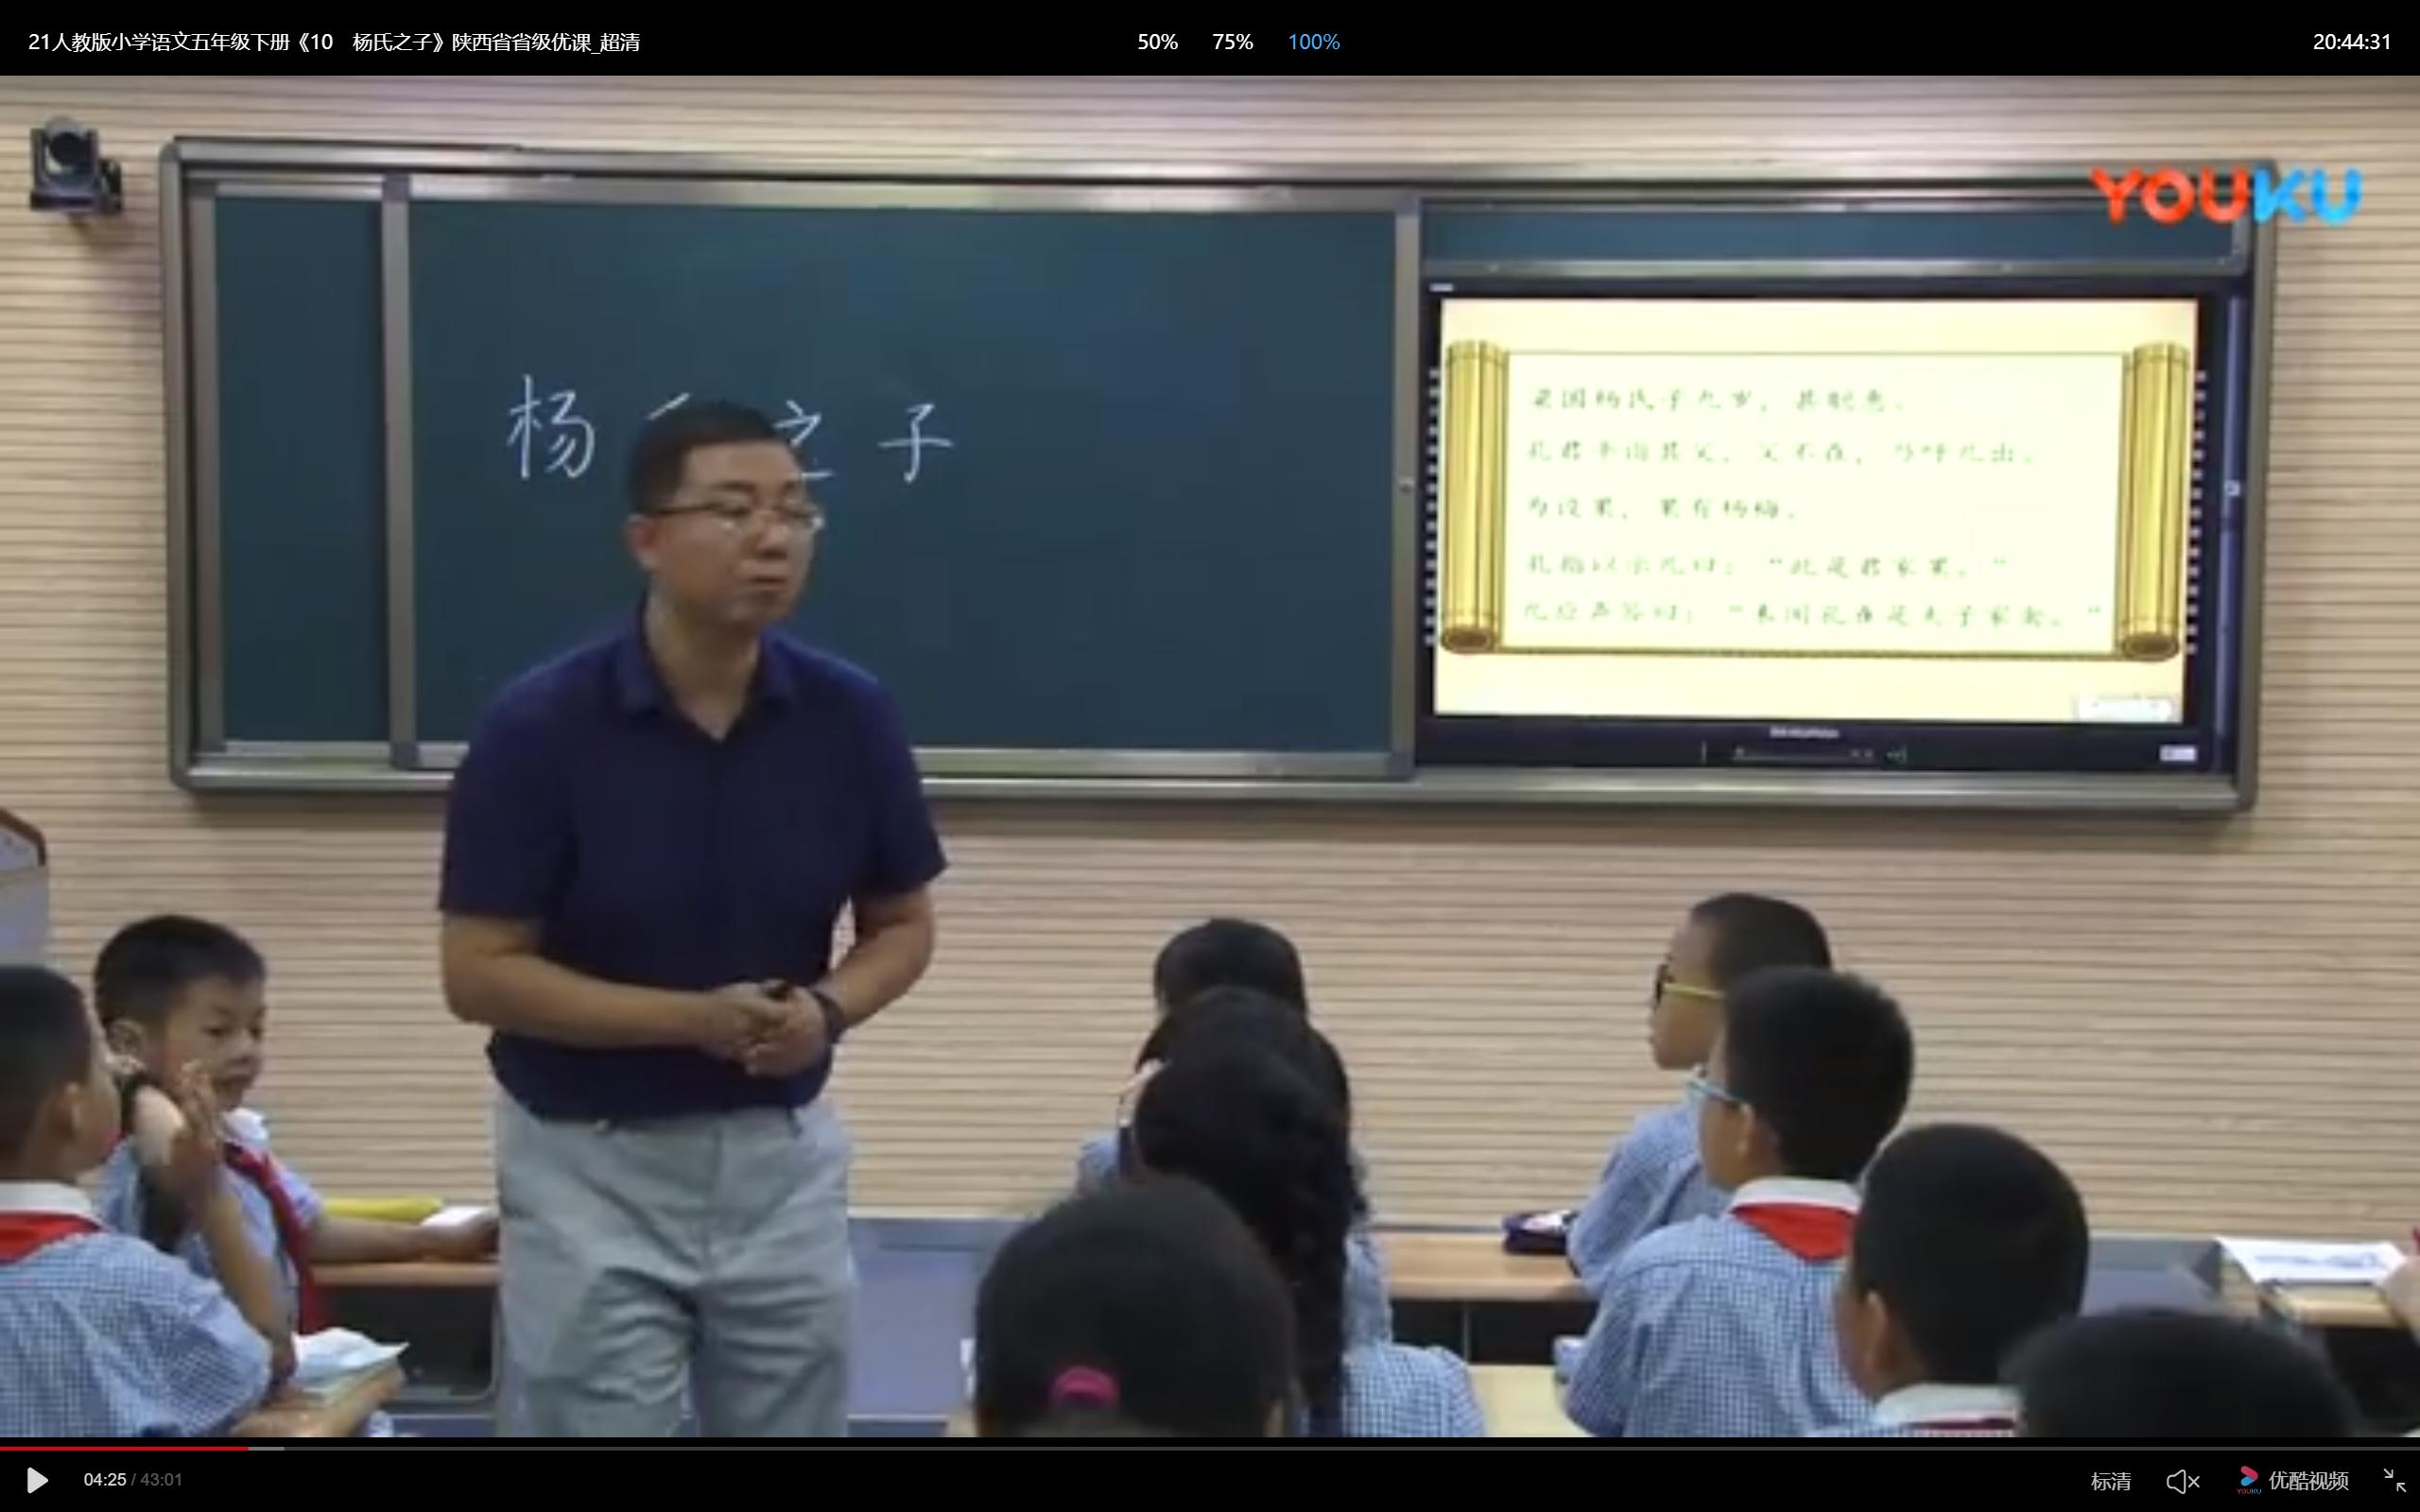 21人教版小学语文五年级下册《10　杨氏之子》陕西省省级优课_超清
50% 75% 100%
20:44:31
YOUKU
杨 之 子
梁国杨氏子九岁，甚聪惠。
孔君平诣其父，父不在，乃呼儿出。
为设果，果有杨梅。
孔指以示儿曰：“此是君家果。”
儿应声答曰：“未闻孔雀是夫子家禽。”
04:25 / 43:01
标清
优酷视频